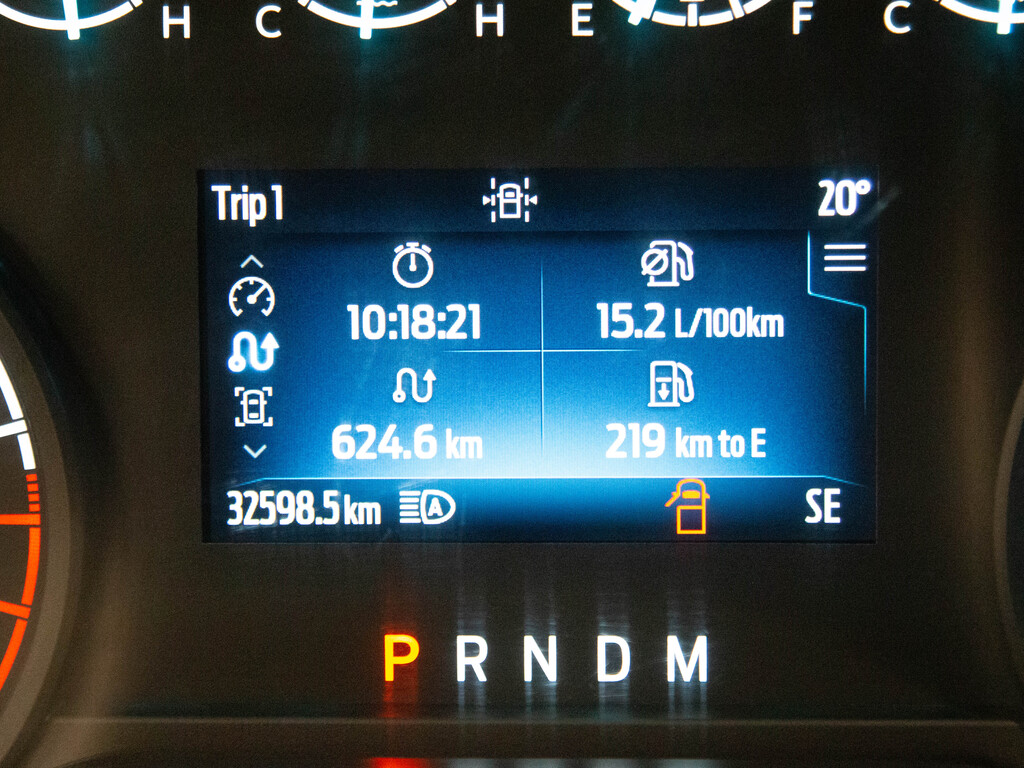 H C H E F C
Trip 1 20°
10:18:21 15.2 L/100km
624.6 km 219 km to E
32598.5 km A SE
P R N D M